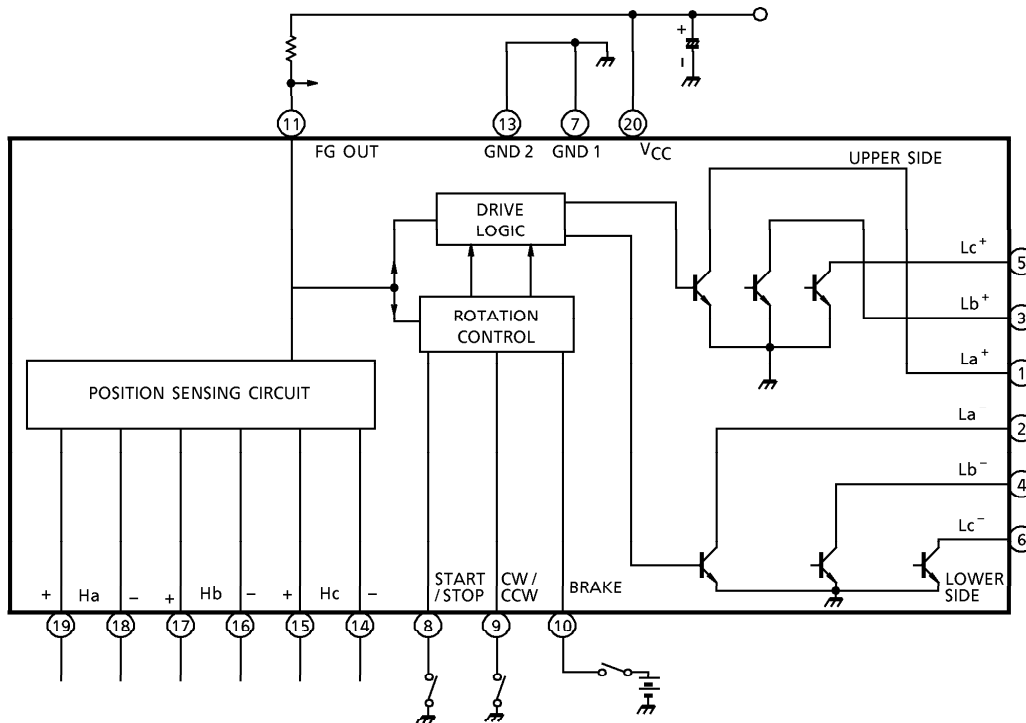 +
−
11
13
7
20
FG OUT
GND 2
GND 1
VCC
UPPER SIDE
DRIVE
LOGIC
Lc+
5
ROTATION
CONTROL
Lb+
3
La+
1
POSITION SENSING CIRCUIT
La−
2
Lb−
4
Lc−
6
LOWER
SIDE
START
/STOP
CW/
CCW
BRAKE
+ Ha − + Hb − + Hc −
19
18
17
16
15
14
8
9
10